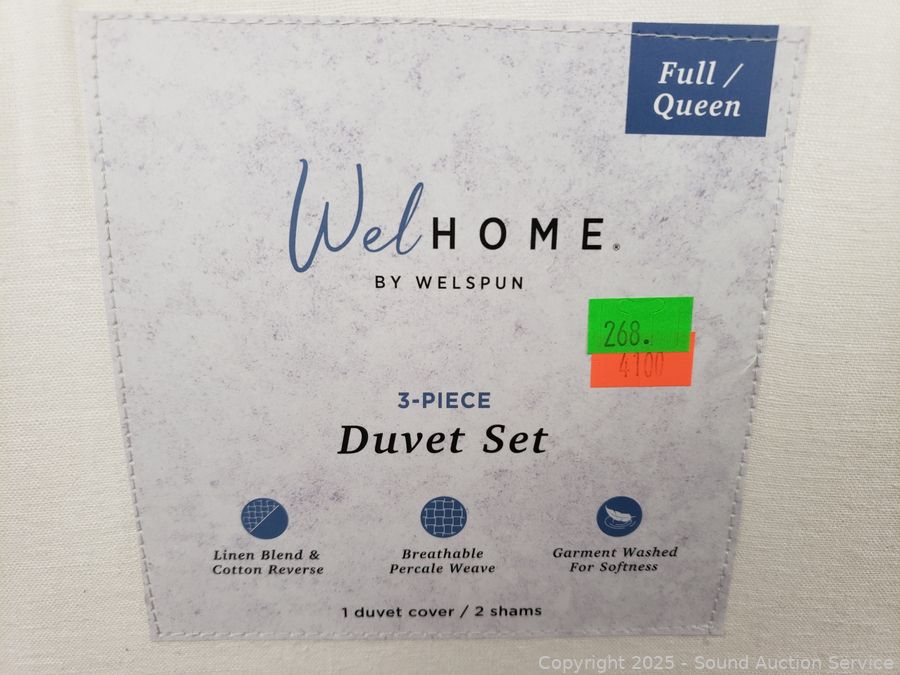 Full /
Queen
WelHOME®
BY WELSPUN
268.
4100
3-PIECE
Duvet Set
Linen Blend &
Cotton Reverse
Breathable
Percale Weave
Garment Washed
For Softness
1 duvet cover / 2 shams
Copyright 2025 - Sound Auction Service